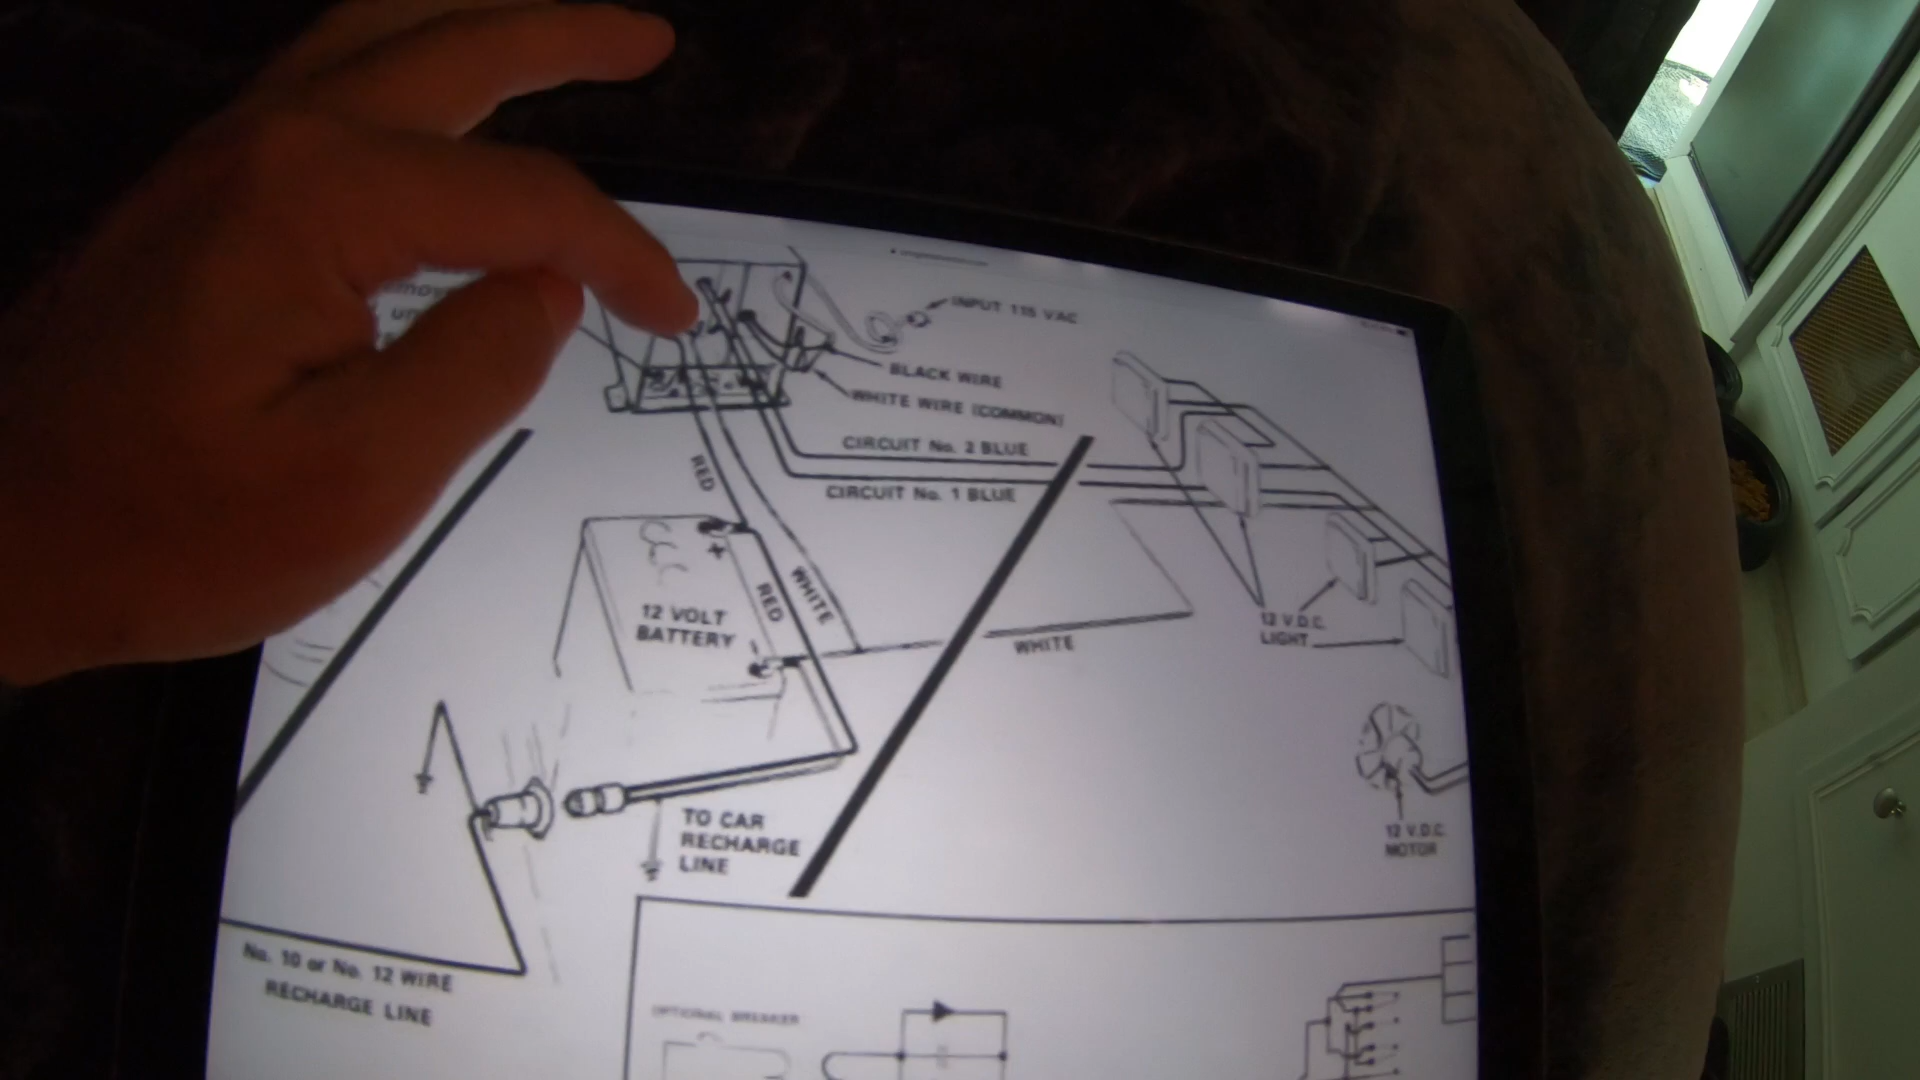 INPUT 115 VAC
BLACK WIRE
WHITE WIRE (COMMON)
CIRCUIT No. 2 BLUE
CIRCUIT No. 1 BLUE
RED
+
12 VOLT
BATTERY
RED
WHITE
WHITE
12 V.D.C.
LIGHT
12 V.D.C.
MOTOR
TO CAR
RECHARGE
LINE
No. 10 or No. 12 WIRE
RECHARGE LINE
OPTIONAL BREAKER